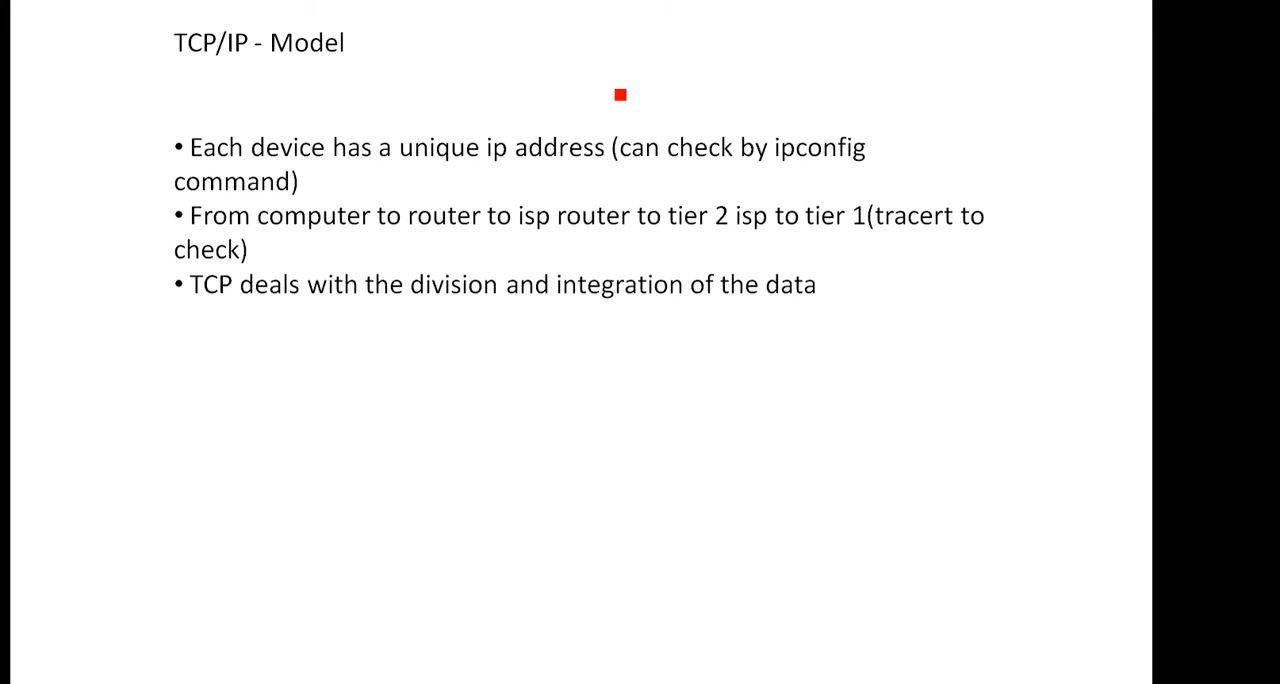 TCP/IP - Model
• Each device has a unique ip address (can check by ipconfig
command)
• From computer to router to isp router to tier 2 isp to tier 1(tracert to
check)
• TCP deals with the division and integration of the data